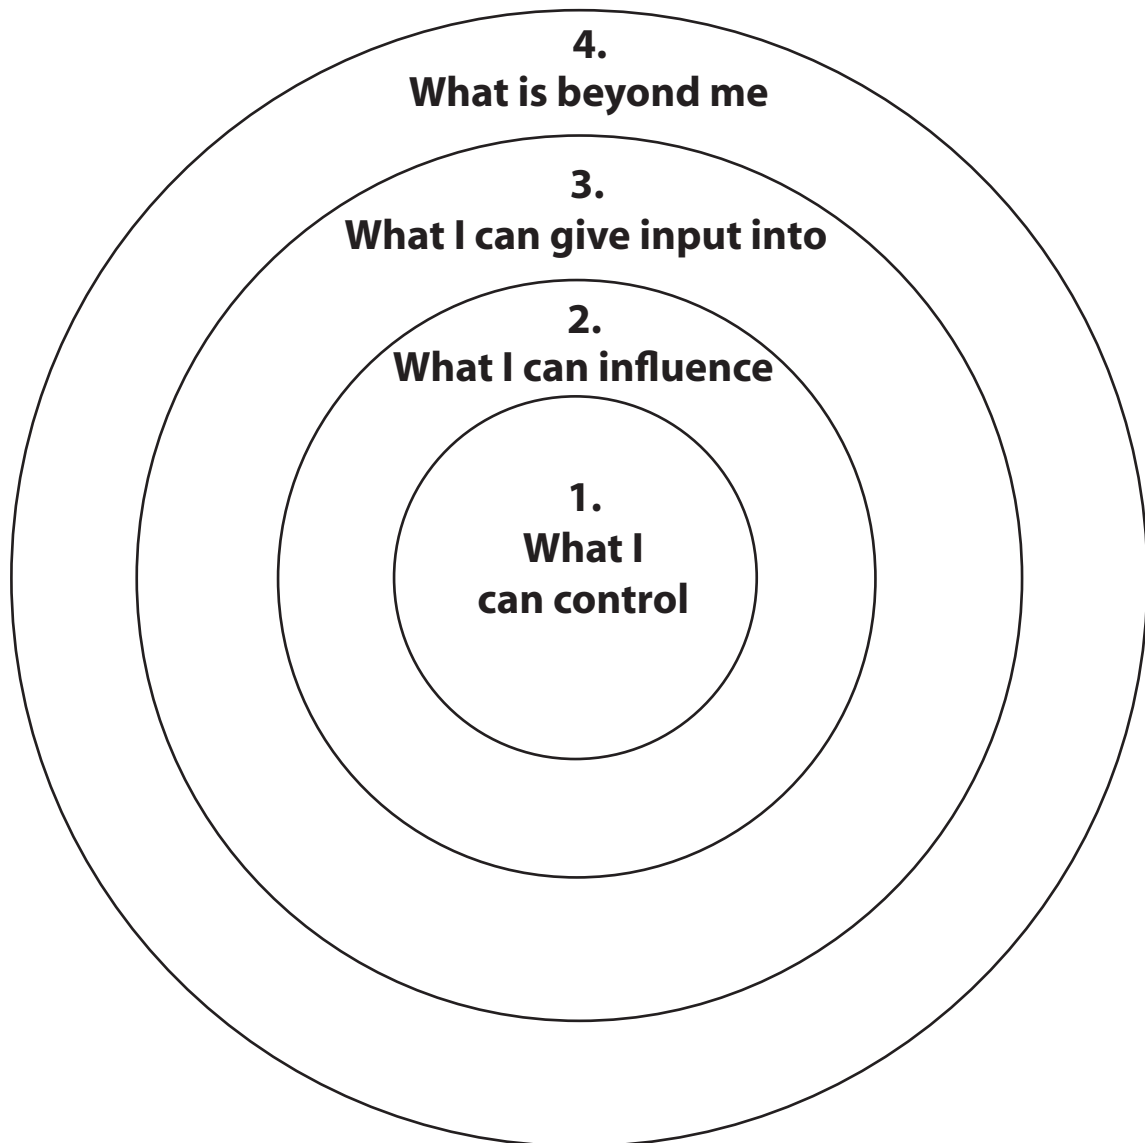 4.
What is beyond me
3.
What I can give input into
2.
What I can influence
1.
What I
can control